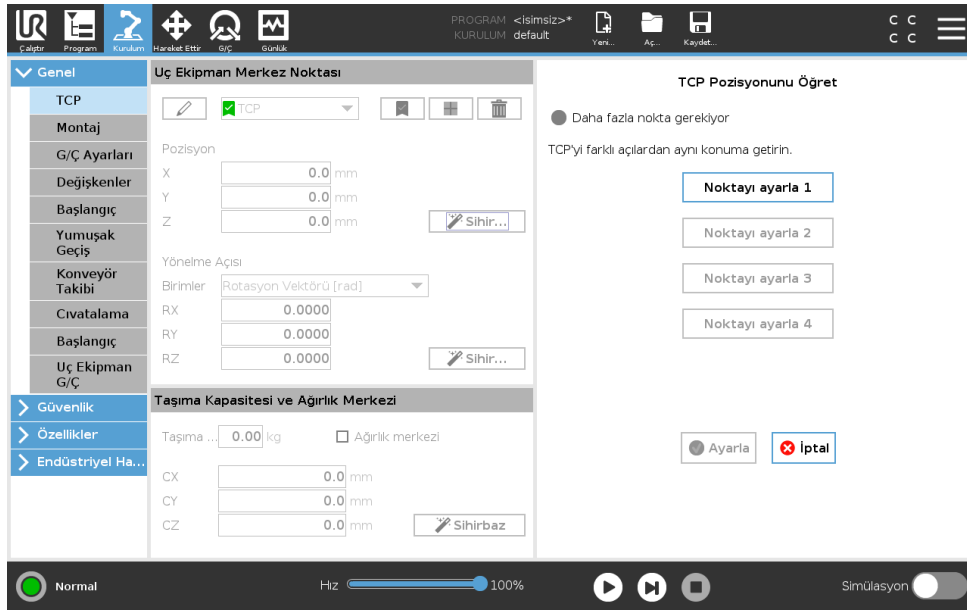 PROGRAM <isimsiz>*
KURULUM default
Çalıştır
Program
Kurulum
Hareket Ettir
G/Ç
Günlük
Yeni...
Aç...
Kaydet...
C C
C C
Genel
TCP
Montaj
G/Ç Ayarları
Değişkenler
Başlangıç
Yumuşak
Geçiş
Konveyör
Takibi
Cıvatalama
Başlangıç
Uç Ekipman
G/Ç
Güvenlik
Özellikler
Endüstriyel Ha...
Uç Ekipman Merkez Noktası
TCP
Pozisyon
X 0.0 mm
Y 0.0 mm
Z 0.0 mm
Sihir...
Yönelme Açısı
Birimler Rotasyon Vektörü [rad]
RX 0.0000
RY 0.0000
RZ 0.0000
Sihir...
Taşıma Kapasitesi ve Ağırlık Merkezi
Taşıma ... 0.00 kg Ağırlık merkezi
CX 0.0 mm
CY 0.0 mm
CZ 0.0 mm
Sihirbaz
TCP Pozisyonunu Öğret
Daha fazla nokta gerekiyor
TCP'yi farklı açılardan aynı konuma getirin.
Noktayı ayarla 1
Noktayı ayarla 2
Noktayı ayarla 3
Noktayı ayarla 4
Ayarla
İptal
Normal
Hız 100%
Simülasyon